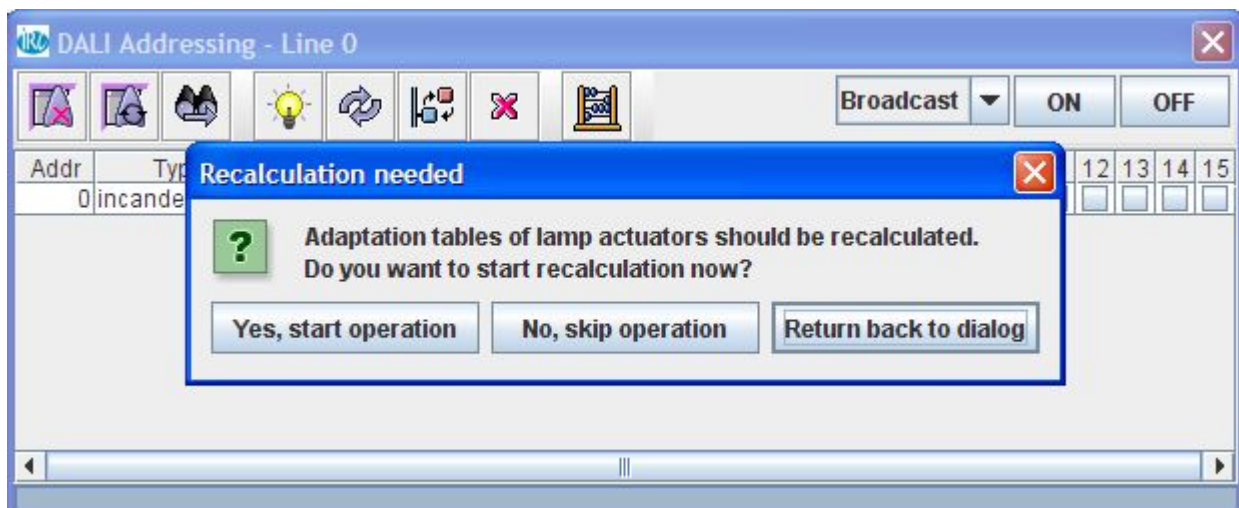 DALI Addressing - Line 0
Broadcast ON OFF
Addr 12 13 14 15
0 incande
Recalculation needed
Adaptation tables of lamp actuators should be recalculated.
Do you want to start recalculation now?
Yes, start operation No, skip operation Return back to dialog